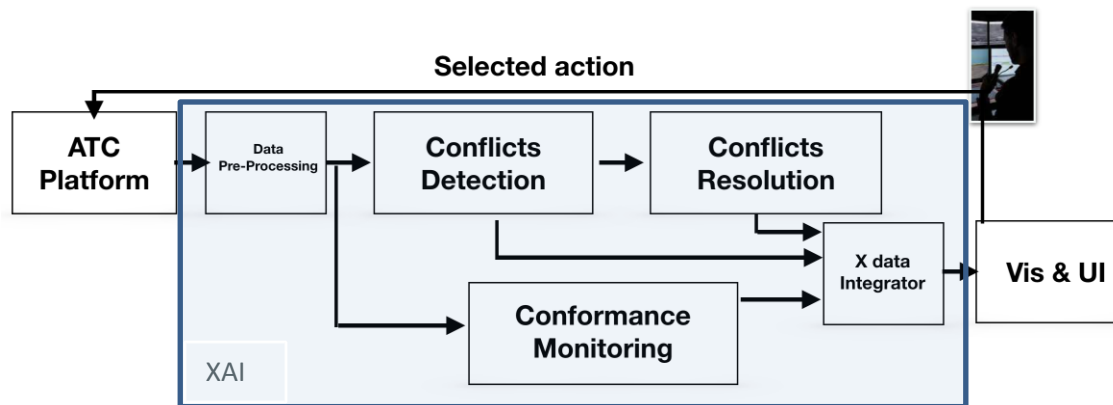 Selected action
ATC
Platform
Data
Pre-Processing
Conflicts
Detection
Conflicts
Resolution
X data
Integrator
Vis & UI
Conformance
Monitoring
XAI